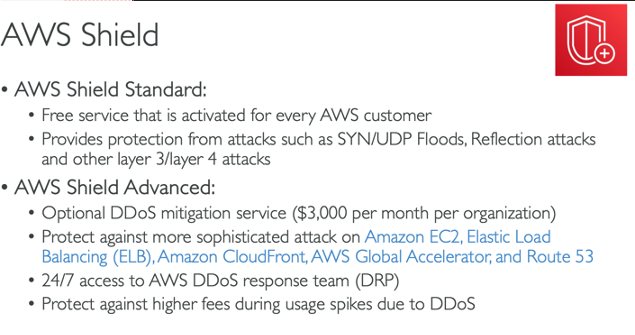 AWS Shield
• AWS Shield Standard:
• Free service that is activated for every AWS customer
• Provides protection from attacks such as SYN/UDP Floods, Reflection attacks
and other layer 3/layer 4 attacks
• AWS Shield Advanced:
• Optional DDoS mitigation service ($3,000 per month per organization)
• Protect against more sophisticated attack on Amazon EC2, Elastic Load
Balancing (ELB), Amazon CloudFront, AWS Global Accelerator, and Route 53
• 24/7 access to AWS DDoS response team (DRP)
• Protect against higher fees during usage spikes due to DDoS